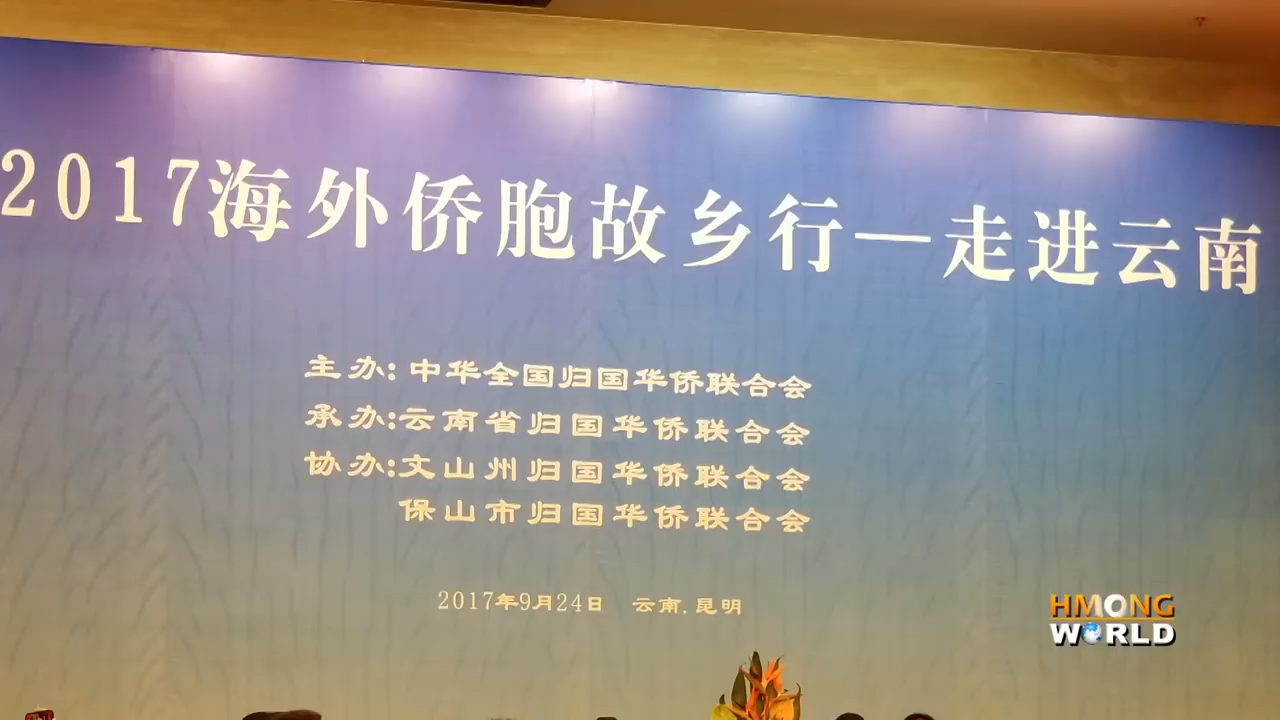 2017海外侨胞故乡行—走进云南
主办:中华全国归国华侨联合会
承办:云南省归国华侨联合会
协办:文山州归国华侨联合会
保山市归国华侨联合会
2017年9月24日 云南.昆明
HMONG
WORLD